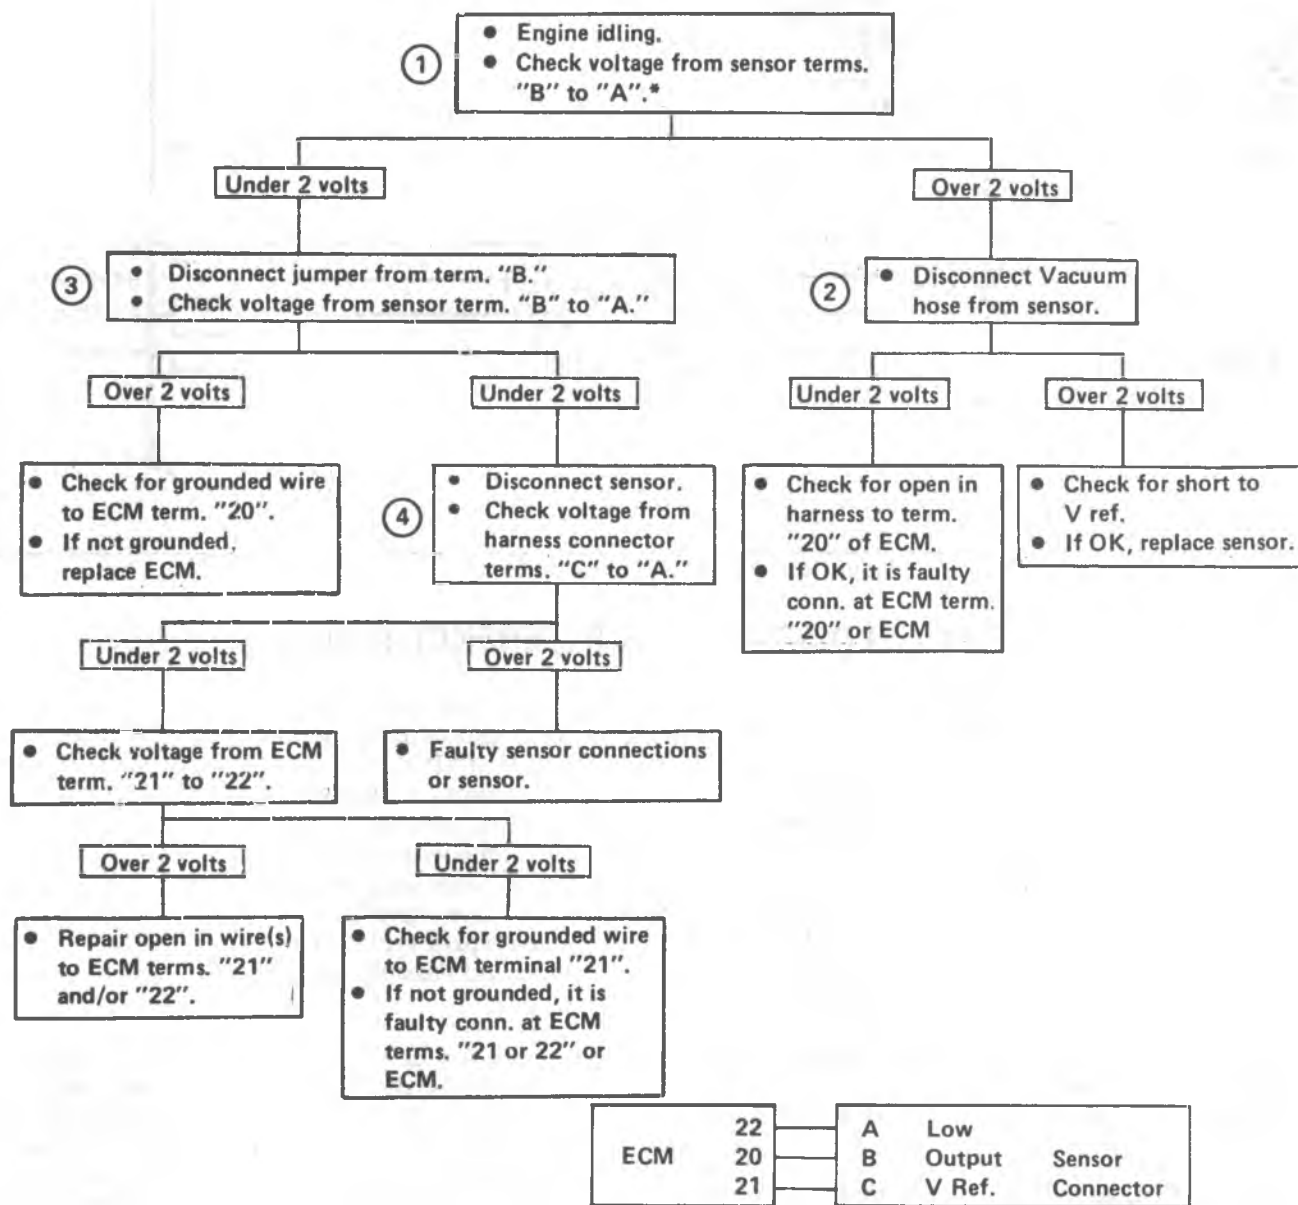 1
● Engine idling.
● Check voltage from sensor terms.
"B" to "A".*
Under 2 volts
Over 2 volts
3
● Disconnect jumper from term. "B."
● Check voltage from sensor term. "B" to "A."
2
● Disconnect Vacuum
hose from sensor.
Over 2 volts
Under 2 volts
Under 2 volts
Over 2 volts
● Check for grounded wire
to ECM term. "20".
● If not grounded,
replace ECM.
4
● Disconnect sensor.
● Check voltage from
harness connector
terms. "C" to "A."
● Check for open in
harness to term.
"20" of ECM.
● If OK, it is faulty
conn. at ECM term.
"20" or ECM
● Check for short to
V ref.
● If OK, replace sensor.
Under 2 volts
Over 2 volts
● Check voltage from ECM
term. "21" to "22".
● Faulty sensor connections
or sensor.
Over 2 volts
Under 2 volts
● Repair open in wire(s)
to ECM terms. "21"
and/or "22".
● Check for grounded wire
to ECM terminal "21".
● If not grounded, it is
faulty conn. at ECM
terms. "21 or 22" or
ECM.
22 A Low
ECM 20 B Output Sensor
21 C V Ref. Connector